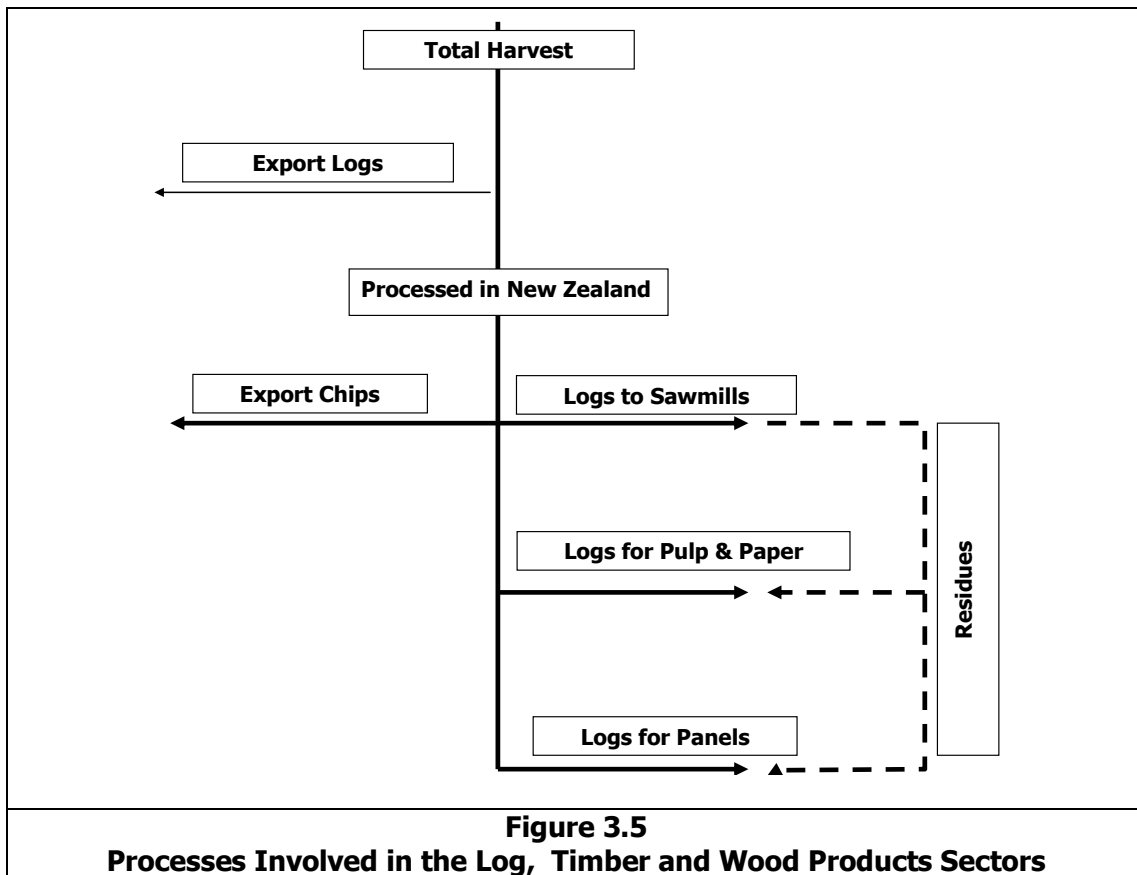 Total Harvest
Export Logs
Processed in New Zealand
Export Chips
Logs to Sawmills
Logs for Pulp & Paper
Residues
Logs for Panels
Figure 3.5
Processes Involved in the Log, Timber and Wood Products Sectors